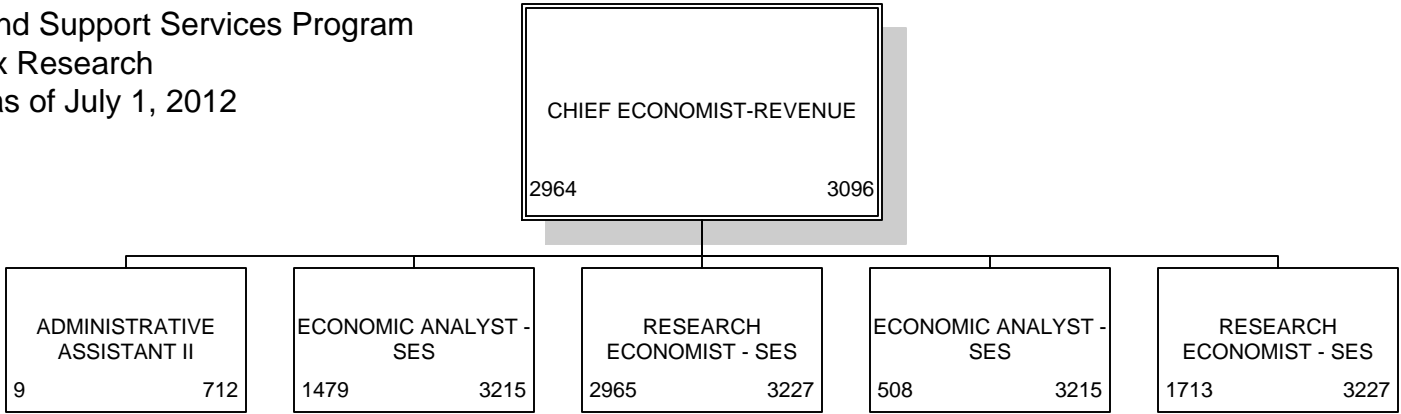 nd Support Services Program
x Research
as of July 1, 2012
CHIEF ECONOMIST-REVENUE
2964 3096
ADMINISTRATIVE
ASSISTANT II
9 712
ECONOMIC ANALYST -
SES
1479 3215
RESEARCH
ECONOMIST - SES
2965 3227
ECONOMIC ANALYST -
SES
508 3215
RESEARCH
ECONOMIST - SES
1713 3227